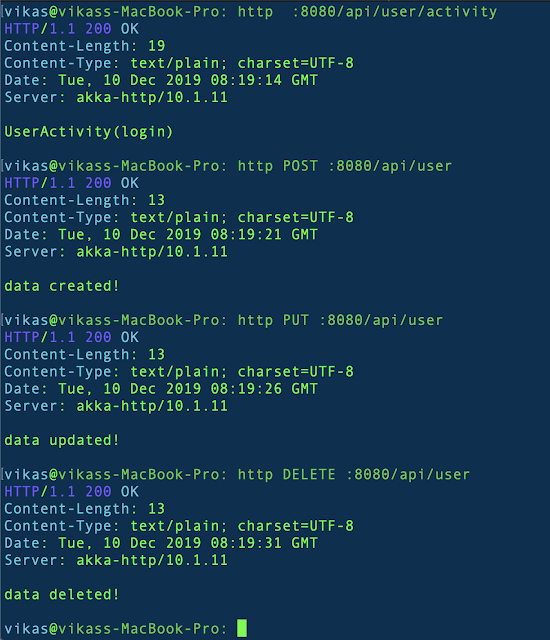 [vikas@vikass-MacBook-Pro: http  :8080/api/user/activity
HTTP/1.1 200 OK
Content-Length: 19
Content-Type: text/plain; charset=UTF-8
Date: Tue, 10 Dec 2019 08:19:14 GMT
Server: akka-http/10.1.11
UserActivity(login)
[vikas@vikass-MacBook-Pro: http POST :8080/api/user
HTTP/1.1 200 OK
Content-Length: 13
Content-Type: text/plain; charset=UTF-8
Date: Tue, 10 Dec 2019 08:19:21 GMT
Server: akka-http/10.1.11
data created!
[vikas@vikass-MacBook-Pro: http PUT :8080/api/user
HTTP/1.1 200 OK
Content-Length: 13
Content-Type: text/plain; charset=UTF-8
Date: Tue, 10 Dec 2019 08:19:26 GMT
Server: akka-http/10.1.11
data updated!
[vikas@vikass-MacBook-Pro: http DELETE :8080/api/user
HTTP/1.1 200 OK
Content-Length: 13
Content-Type: text/plain; charset=UTF-8
Date: Tue, 10 Dec 2019 08:19:31 GMT
Server: akka-http/10.1.11
data deleted!
vikas@vikass-MacBook-Pro: